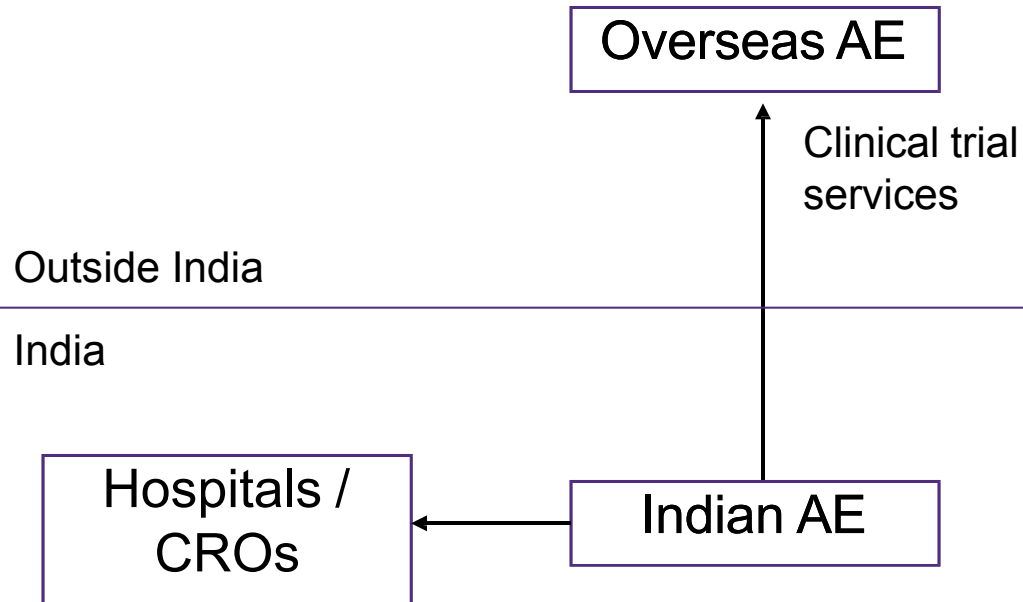 Overseas AE
Clinical trial
services
Outside India
India
Hospitals /
CROs
Indian AE